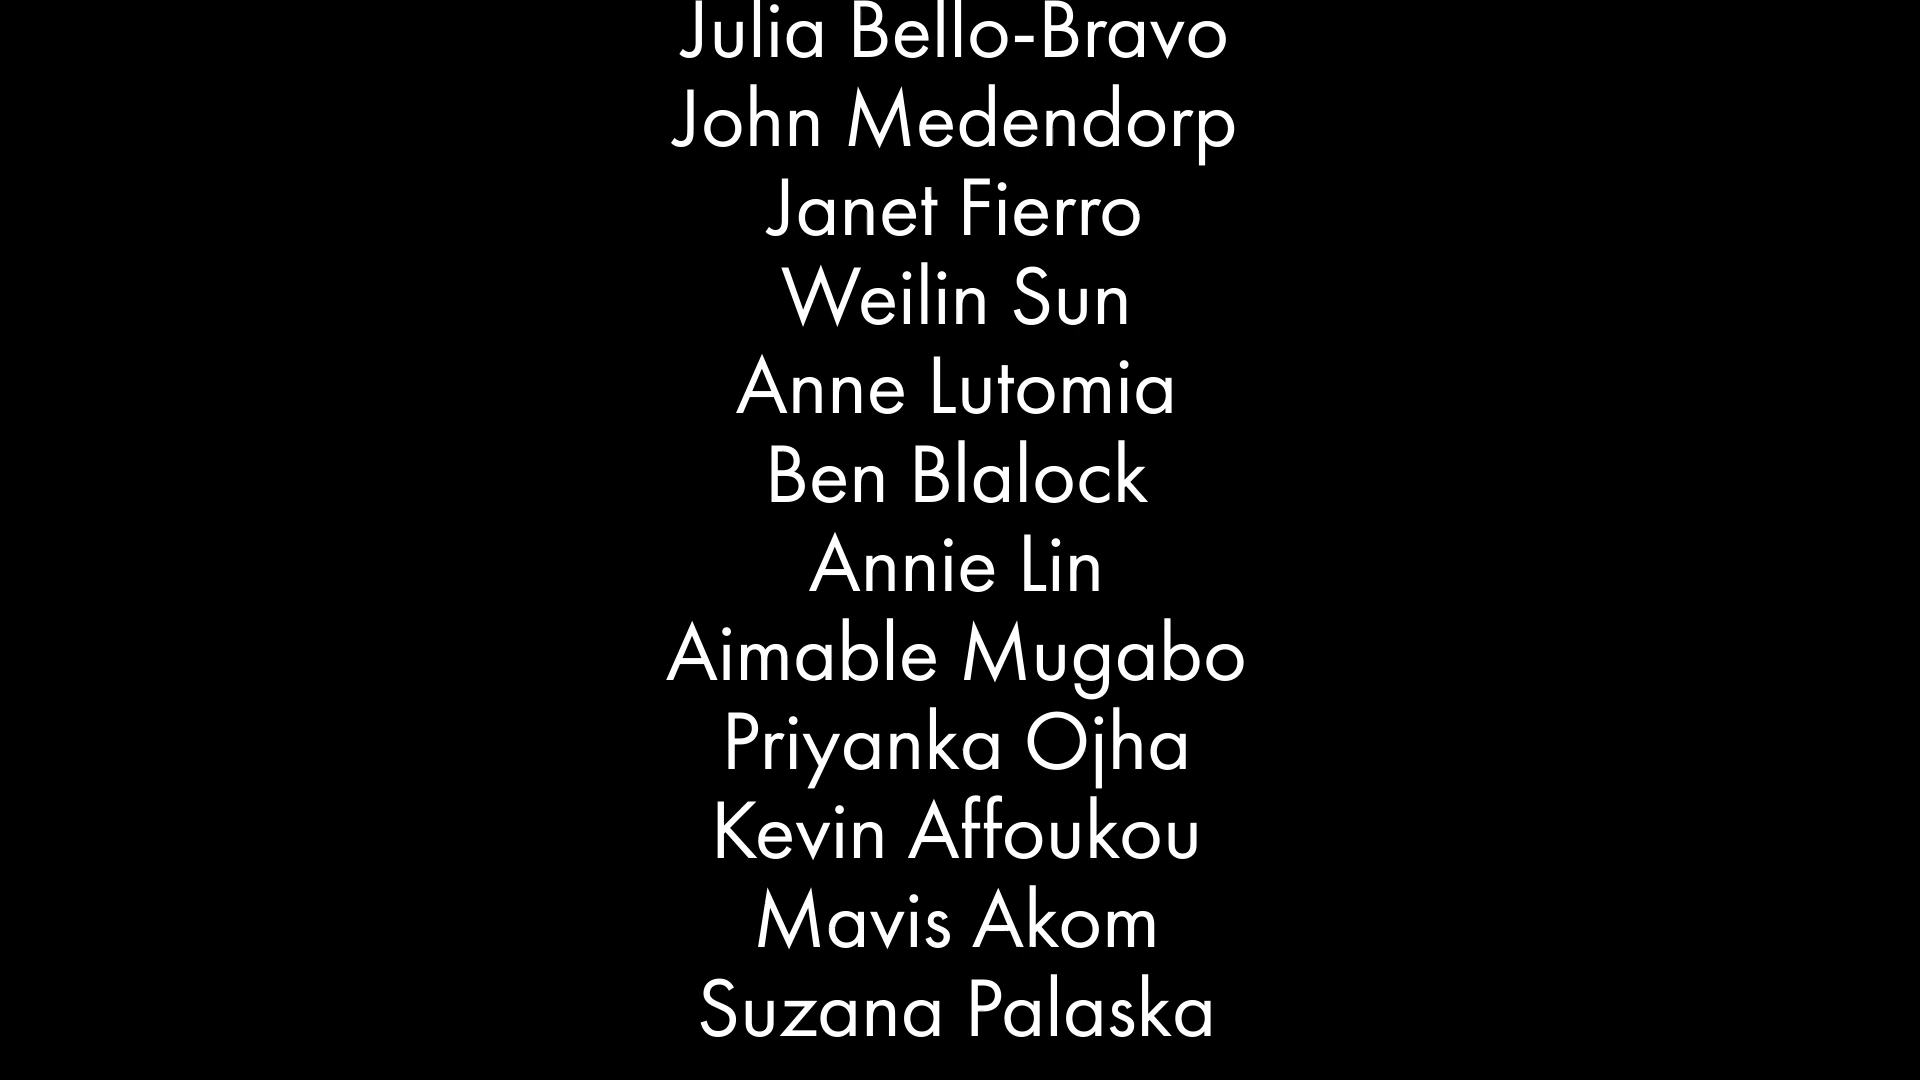 Julia Bello-Bravo
John Medendorp
Janet Fierro
Weilin Sun
Anne Lutomia
Ben Blalock
Annie Lin
Aimable Mugabo
Priyanka Ojha
Kevin Affoukou
Mavis Akom
Suzana Palaska